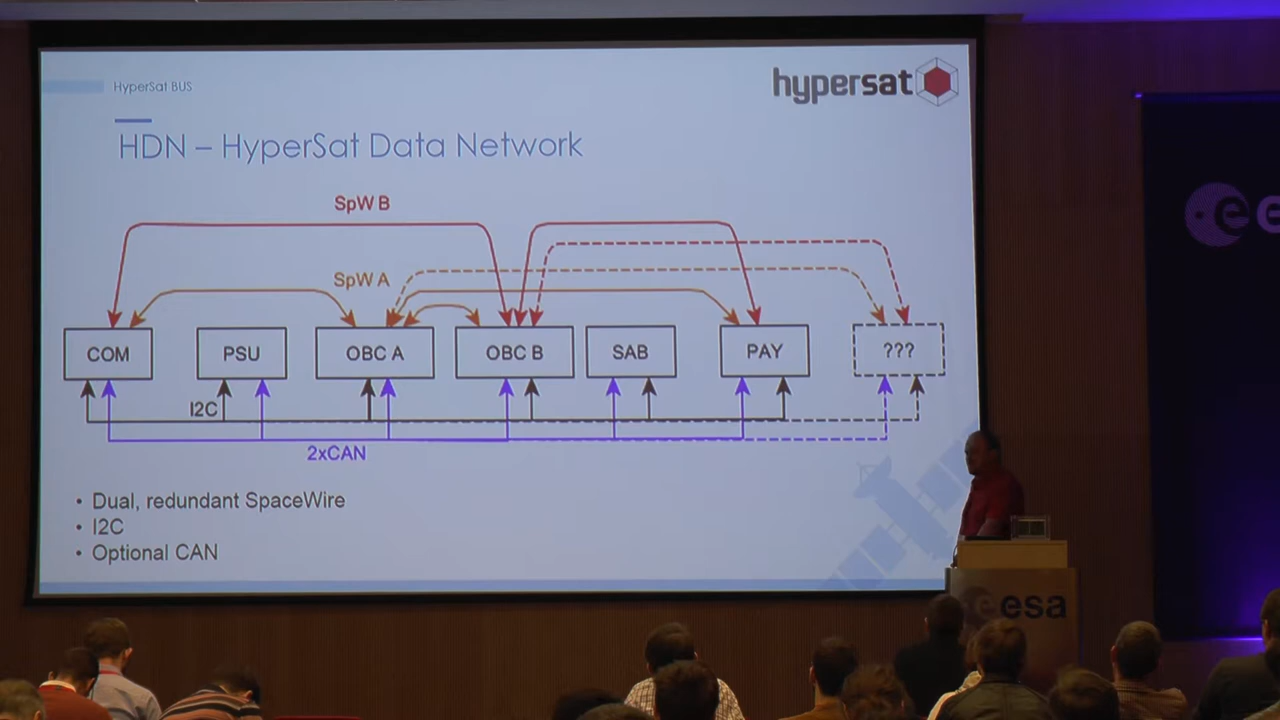 HyperSat BUS
hypersat
HDN – HyperSat Data Network
SpW B
SpW A
COM
PSU
OBC A
OBC B
SAB
PAY
???
I2C
2xCAN
• Dual, redundant SpaceWire
• I2C
• Optional CAN
esa